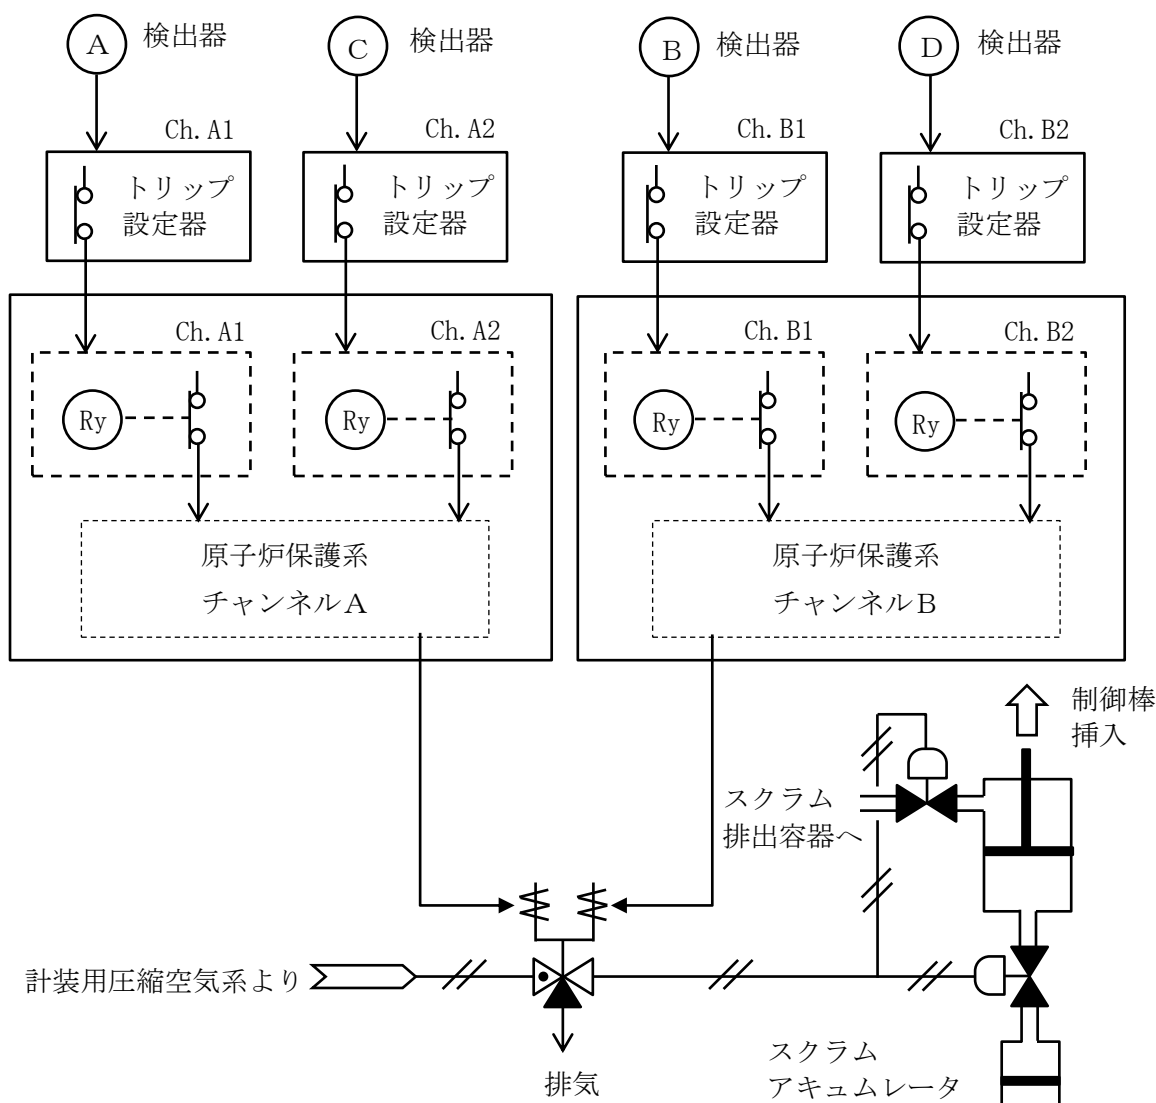 A
検出器
C
検出器
B
検出器
D
検出器
Ch. A1
Ch. A2
Ch. B1
Ch. B2
トリップ
設定器
トリップ
設定器
トリップ
設定器
トリップ
設定器
Ch. A1
Ch. A2
Ch. B1
Ch. B2
Ry
Ry
Ry
Ry
原子炉保護系
チャンネルA
原子炉保護系
チャンネルB
制御棒
挿入
スクラム
排出容器へ
計装用圧縮空気系より
排気
スクラム
アキュムレータ